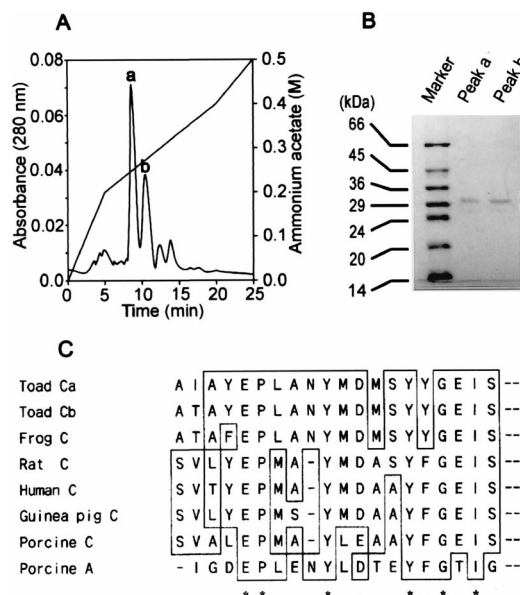 A
B
0.08
0.06
0.04
0.02
0.00
Absorbance (280 nm)
a
b
0.5
0.4
0.3
0.2
0.1
0.0
Ammonium acetate (M)
0 5 10 15 20 25
Time (min)
Marker
Peak a
Peak b
(kDa)
66
45
36
29
24
20
14
C
Toad Ca A I A Y E P L A N Y M D M S Y Y G E I S --
Toad Cb A T A Y E P L A N Y M D M S Y Y G E I S --
Frog C A T A F E P L A N Y M D M S Y Y G E I S --
Rat C S V L Y E P M A - Y M D A S Y F G E I S --
Human C S V T Y E P M A - Y M D A A Y F G E I S --
Guinea pig C S V L Y E P M S - Y M D A A Y F G E I S --
Porcine C S V A L E P M A - Y L E A A Y F G E I S --
Porcine A - I G D E P L E N Y L D T E Y F G T I G --
* * * * * *